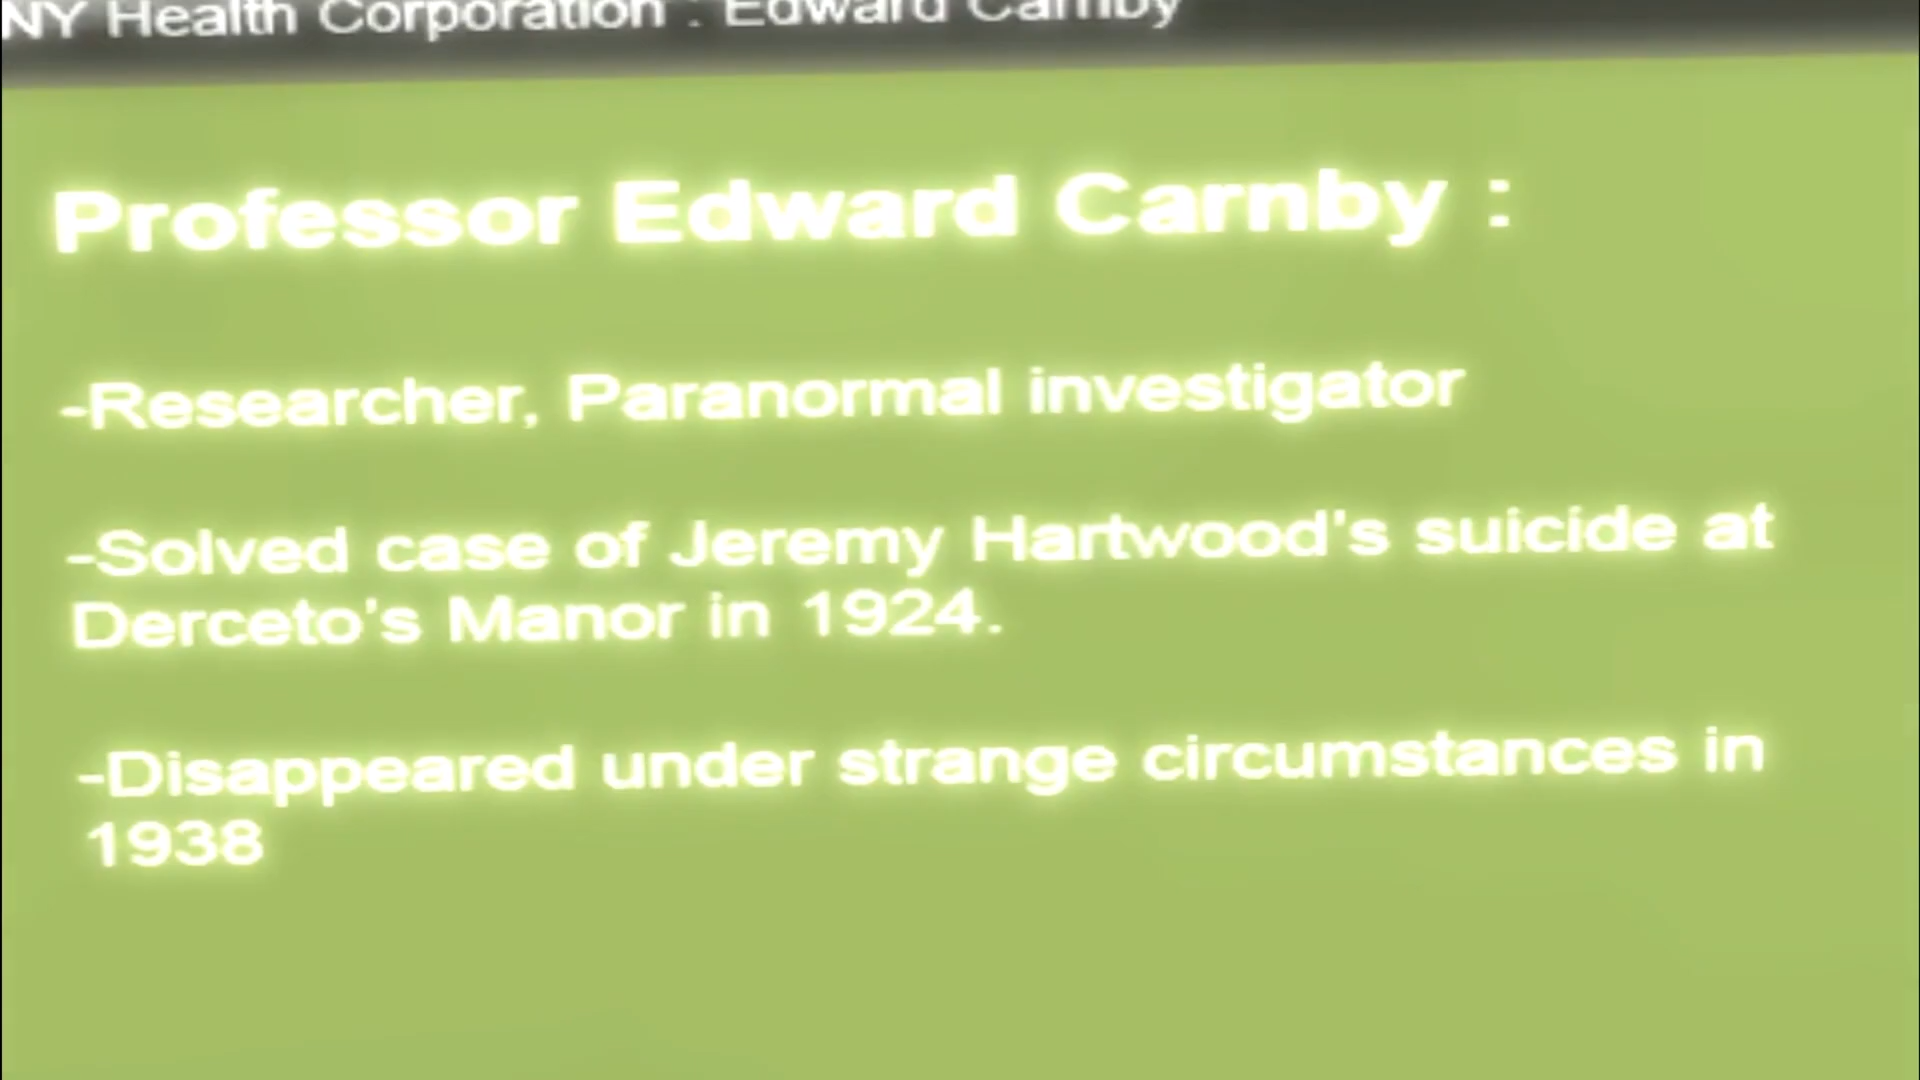 NY Health Corporation : Edward Carnby
Professor Edward Carnby :
-Researcher, Paranormal investigator
-Solved case of Jeremy Hartwood's suicide at
Derceto's Manor in 1924.
-Disappeared under strange circumstances in
1938